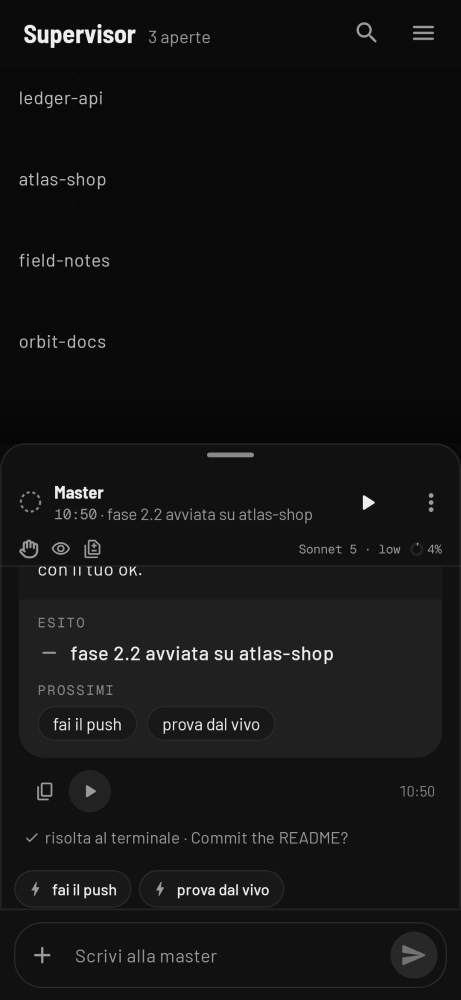 Supervisor 3 aperte
ledger-api
atlas-shop
field-notes
orbit-docs
Master
10:50 · fase 2.2 avviata su atlas-shop
Sonnet 5 · low 4%
con il tuo ok.
ESITO
— fase 2.2 avviata su atlas-shop
PROSSIMI
fai il push prova dal vivo
10:50
✓ risolta al terminale · Commit the README?
fai il push prova dal vivo
Scrivi alla master